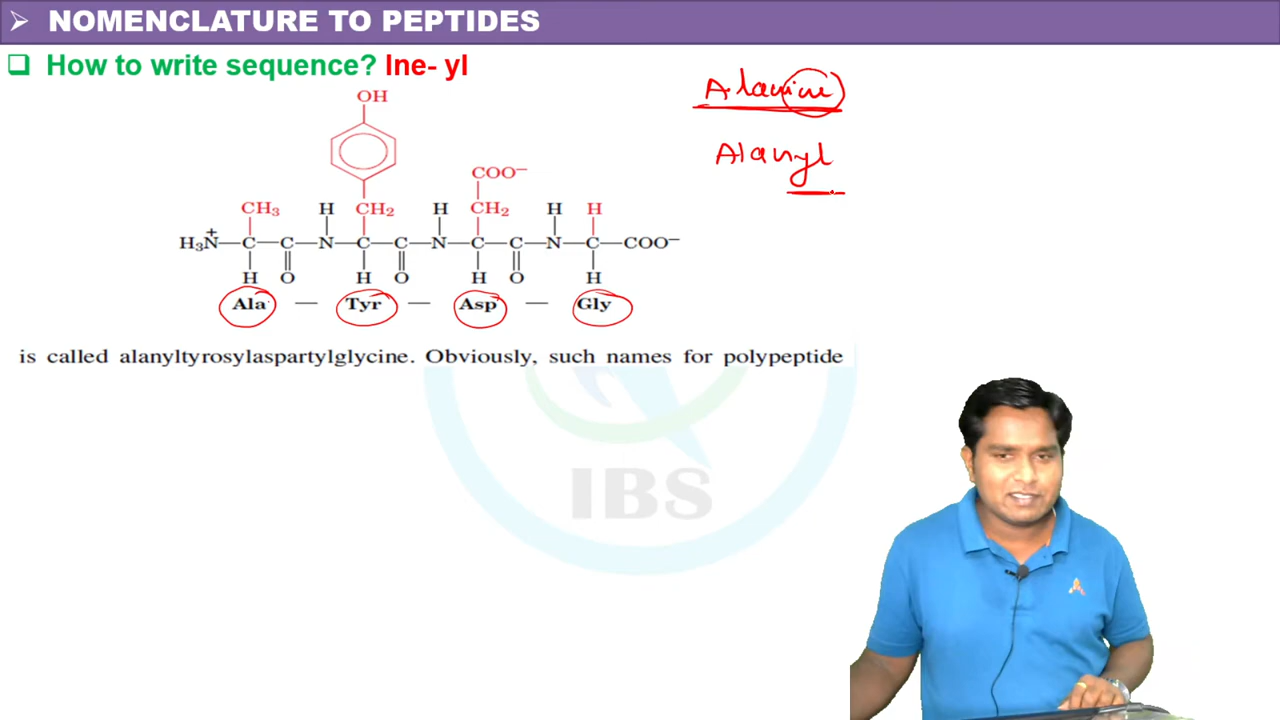 NOMENCLATURE TO PEPTIDES
How to write sequence? Ine- yl
Alanine
Alanyl
OH
COO−
CH3 H CH2 H CH2 H H
H3N+ C C N C C N C C N C COO−
H O H O H O H
Ala — Tyr — Asp — Gly
is called alanyltyrosylaspartylglycine. Obviously, such names for polypeptide
IBS